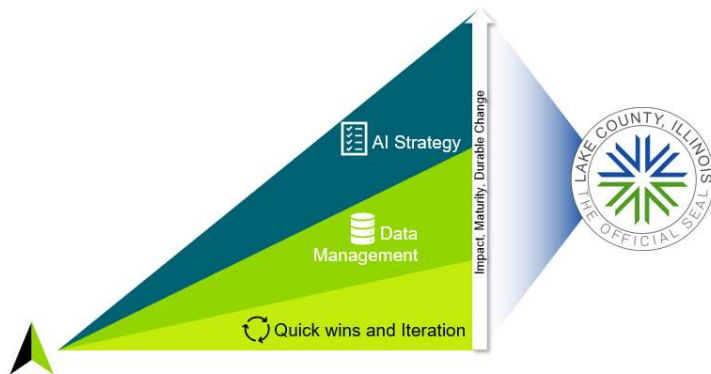 AI Strategy
Data
Management
Quick wins and Iteration
Impact, Maturity, Durable Change
LAKE COUNTY, ILLINOIS
THE OFFICIAL SEAL